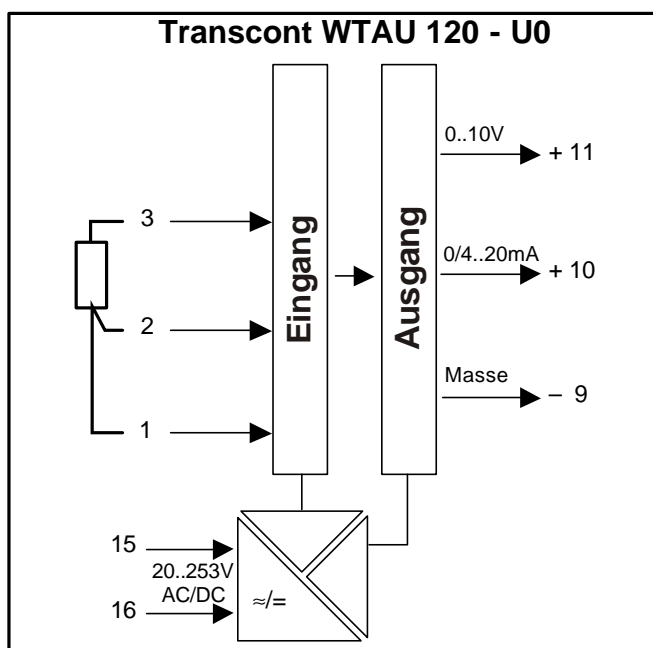 Transcont WTAU 120 - U0
0..10V
+ 11
3
0/4..20mA
+ 10
Eingang
Ausgang
2
Masse
– 9
1
15
20..253V
AC/DC
16
≈/=